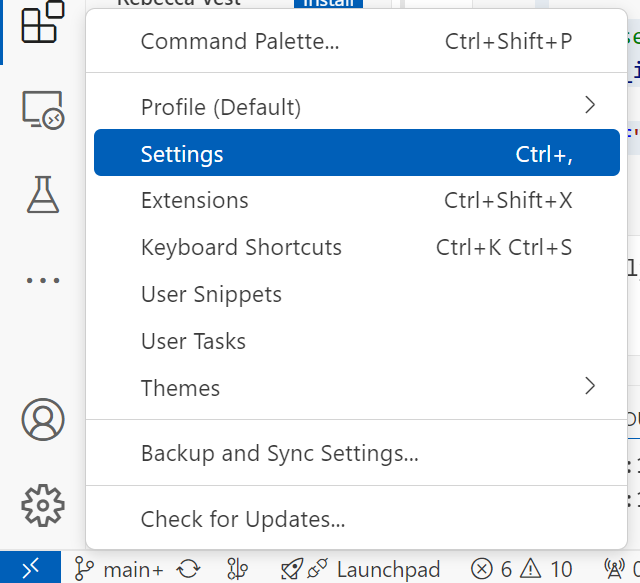 Rebecca Vest Install
Command Palette... Ctrl+Shift+P
Profile (Default)
Settings Ctrl+,
Extensions Ctrl+Shift+X
Keyboard Shortcuts Ctrl+K Ctrl+S
User Snippets
User Tasks
Themes
Backup and Sync Settings...
Check for Updates...
main+ Launchpad 6 10